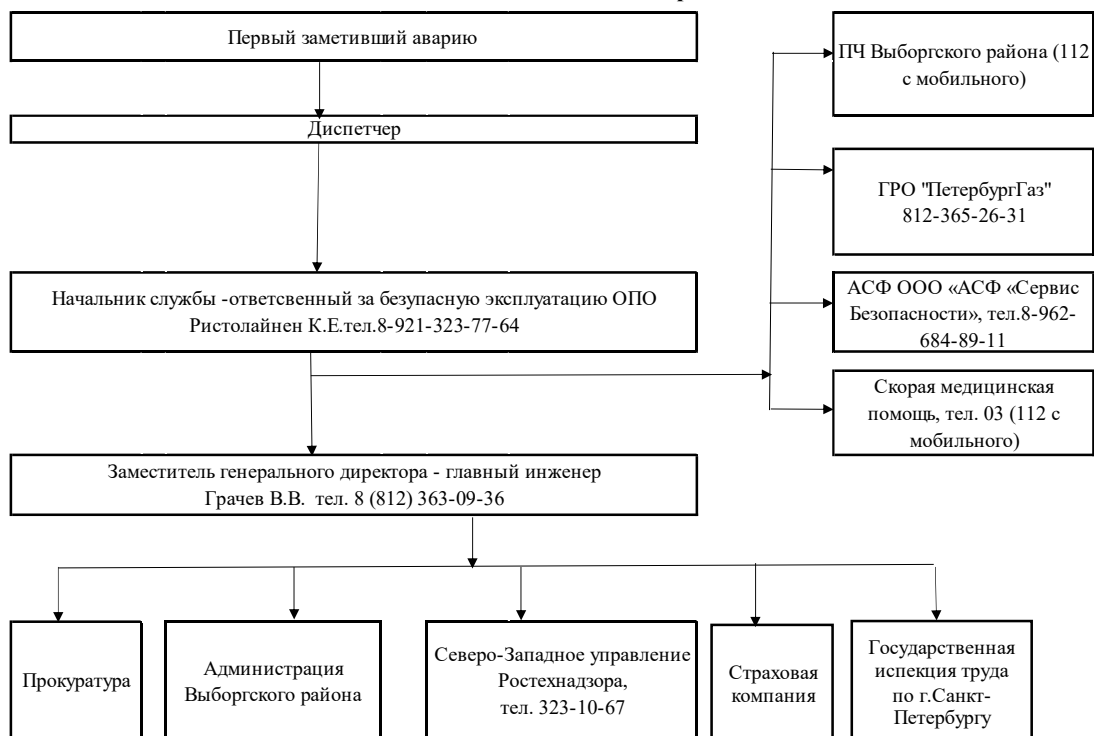 Первый заметивший аварию
Диспетчер
Начальник службы -ответсвенный за безупасную эксплуатацию ОПО
Ристолайнен К.Е.тел.8-921-323-77-64
Заместитель генерального директора - главный инженер
Грачев В.В. тел. 8 (812) 363-09-36
ПЧ Выборгского района (112
с мобильного)
ГРО "ПетербургГаз"
812-365-26-31
АСФ ООО «АСФ «Сервис
Безопасности», тел.8-962-
684-89-11
Скорая медицинская
помощь, тел. 03 (112 с
мобильного)
Прокуратура
Администрация
Выборгского района
Северо-Западное управление
Ростехнадзора,
тел. 323-10-67
Страховая
компания
Государственная
испекция труда
по г.Санкт-
Петербургу